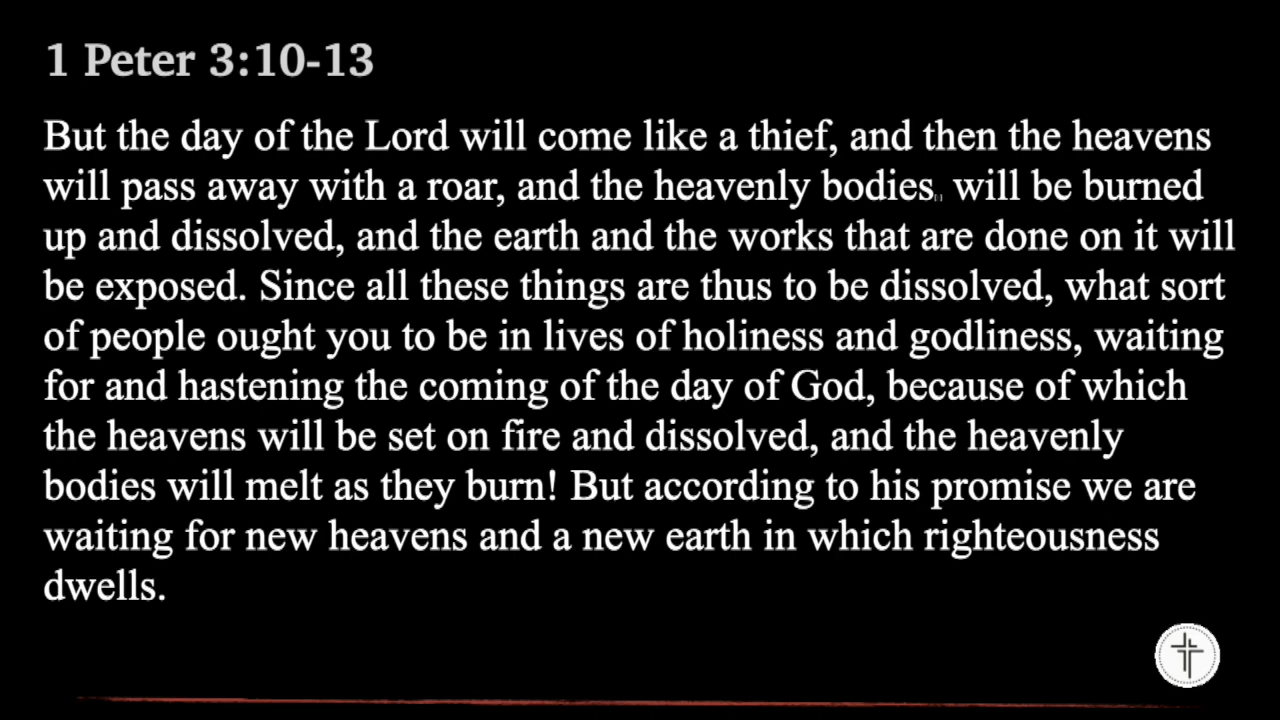 1 Peter 3:10-13
But the day of the Lord will come like a thief, and then the heavens
will pass away with a roar, and the heavenly bodies will be burned
up and dissolved, and the earth and the works that are done on it will
be exposed. Since all these things are thus to be dissolved, what sort
of people ought you to be in lives of holiness and godliness, waiting
for and hastening the coming of the day of God, because of which
the heavens will be set on fire and dissolved, and the heavenly
bodies will melt as they burn! But according to his promise we are
waiting for new heavens and a new earth in which righteousness
dwells.